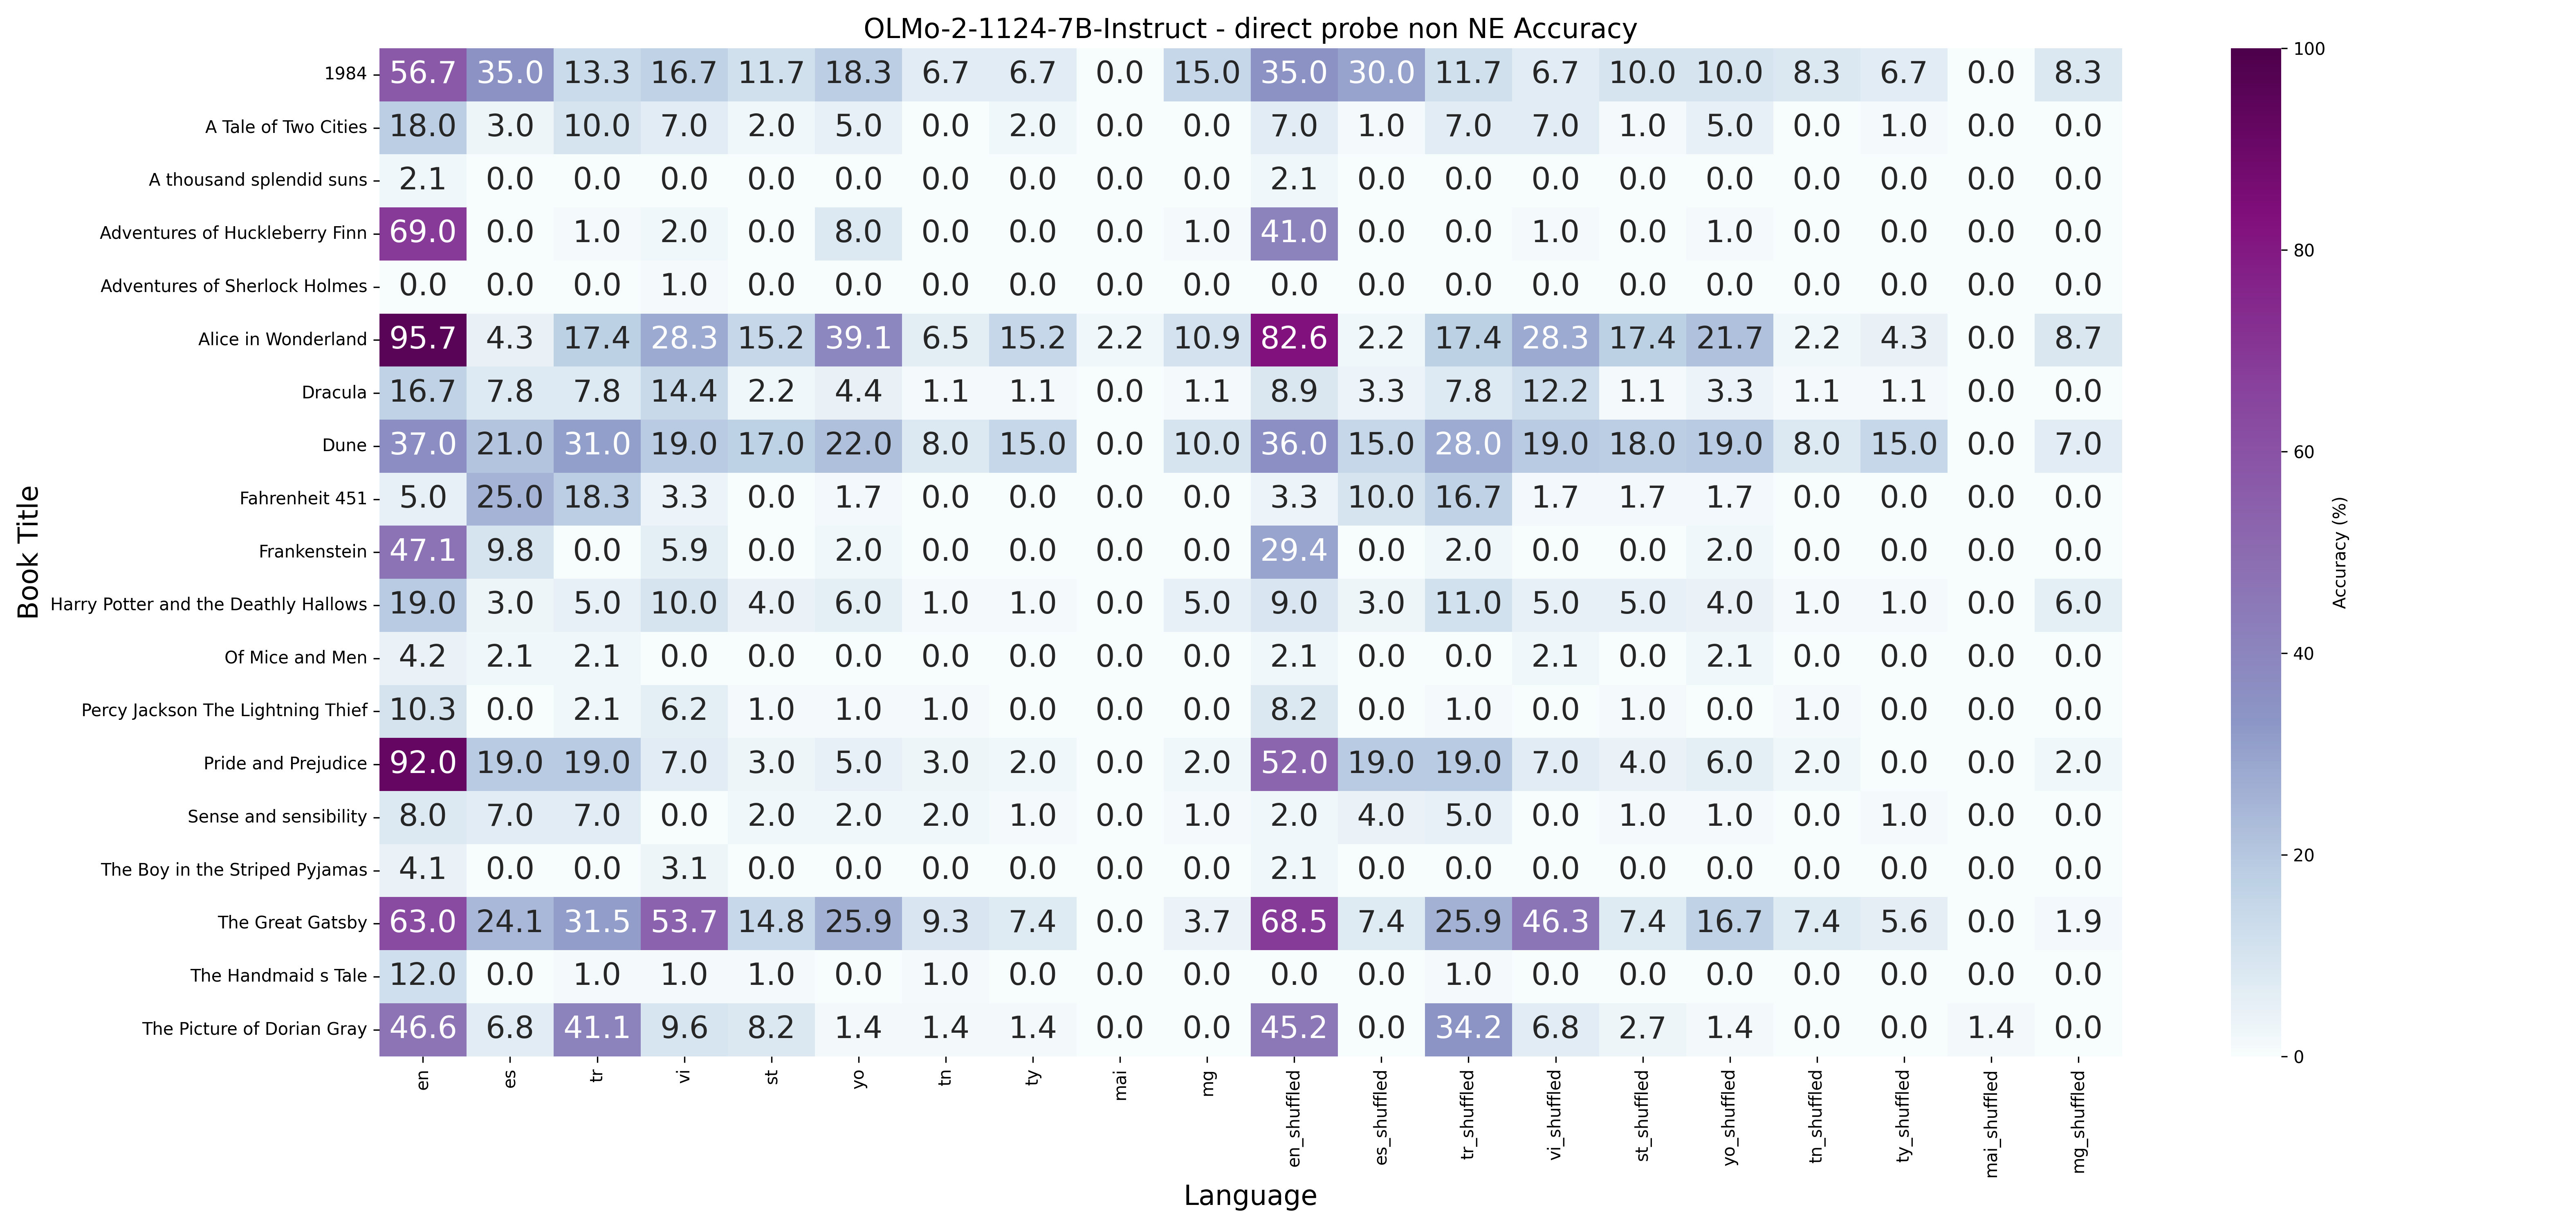 OLMo-2-1124-7B-Instruct - direct probe non NE Accuracy
Book Title
1984 56.7 35.0 13.3 16.7 11.7 18.3 6.7 6.7 0.0 15.0 35.0 30.0 11.7 6.7 10.0 10.0 8.3 6.7 0.0 8.3
A Tale of Two Cities 18.0 3.0 10.0 7.0 2.0 5.0 0.0 2.0 0.0 0.0 7.0 1.0 7.0 7.0 1.0 5.0 0.0 1.0 0.0 0.0
A thousand splendid suns 2.1 0.0 0.0 0.0 0.0 0.0 0.0 0.0 0.0 0.0 2.1 0.0 0.0 0.0 0.0 0.0 0.0 0.0 0.0 0.0
Adventures of Huckleberry Finn 69.0 0.0 1.0 2.0 0.0 8.0 0.0 0.0 0.0 1.0 41.0 0.0 0.0 1.0 0.0 1.0 0.0 0.0 0.0 0.0
Adventures of Sherlock Holmes 0.0 0.0 0.0 1.0 0.0 0.0 0.0 0.0 0.0 0.0 0.0 0.0 0.0 0.0 0.0 0.0 0.0 0.0 0.0 0.0
Alice in Wonderland 95.7 4.3 17.4 28.3 15.2 39.1 6.5 15.2 2.2 10.9 82.6 2.2 17.4 28.3 17.4 21.7 2.2 4.3 0.0 8.7
Dracula 16.7 7.8 7.8 14.4 2.2 4.4 1.1 1.1 0.0 1.1 8.9 3.3 7.8 12.2 1.1 3.3 1.1 1.1 0.0 0.0
Dune 37.0 21.0 31.0 19.0 17.0 22.0 8.0 15.0 0.0 10.0 36.0 15.0 28.0 19.0 18.0 19.0 8.0 15.0 0.0 7.0
Fahrenheit 451 5.0 25.0 18.3 3.3 0.0 1.7 0.0 0.0 0.0 0.0 3.3 10.0 16.7 1.7 1.7 1.7 0.0 0.0 0.0 0.0
Frankenstein 47.1 9.8 0.0 5.9 0.0 2.0 0.0 0.0 0.0 0.0 29.4 0.0 2.0 0.0 0.0 2.0 0.0 0.0 0.0 0.0
Harry Potter and the Deathly Hallows 19.0 3.0 5.0 10.0 4.0 6.0 1.0 1.0 0.0 5.0 9.0 3.0 11.0 5.0 5.0 4.0 1.0 1.0 0.0 6.0
Of Mice and Men 4.2 2.1 2.1 0.0 0.0 0.0 0.0 0.0 0.0 0.0 2.1 0.0 0.0 2.1 0.0 2.1 0.0 0.0 0.0 0.0
Percy Jackson The Lightning Thief 10.3 0.0 2.1 6.2 1.0 1.0 1.0 0.0 0.0 0.0 8.2 0.0 1.0 0.0 1.0 0.0 1.0 0.0 0.0 0.0
Pride and Prejudice 92.0 19.0 19.0 7.0 3.0 5.0 3.0 2.0 0.0 2.0 52.0 19.0 19.0 7.0 4.0 6.0 2.0 0.0 0.0 2.0
Sense and sensibility 8.0 7.0 7.0 0.0 2.0 2.0 2.0 1.0 0.0 1.0 2.0 4.0 5.0 0.0 1.0 1.0 0.0 1.0 0.0 0.0
The Boy in the Striped Pyjamas 4.1 0.0 0.0 3.1 0.0 0.0 0.0 0.0 0.0 0.0 2.1 0.0 0.0 0.0 0.0 0.0 0.0 0.0 0.0 0.0
The Great Gatsby 63.0 24.1 31.5 53.7 14.8 25.9 9.3 7.4 0.0 3.7 68.5 7.4 25.9 46.3 7.4 16.7 7.4 5.6 0.0 1.9
The Handmaid s Tale 12.0 0.0 1.0 1.0 1.0 0.0 1.0 0.0 0.0 0.0 0.0 0.0 1.0 0.0 0.0 0.0 0.0 0.0 0.0 0.0
The Picture of Dorian Gray 46.6 6.8 41.1 9.6 8.2 1.4 1.4 1.4 0.0 0.0 45.2 0.0 34.2 6.8 2.7 1.4 0.0 0.0 1.4 0.0
en es tr vi st yo tn ty mai mg en_shuffled es_shuffled tr_shuffled vi_shuffled st_shuffled yo_shuffled tn_shuffled ty_shuffled mai_shuffled mg_shuffled
Language
100
80
60
40
20
0
Accuracy (%)